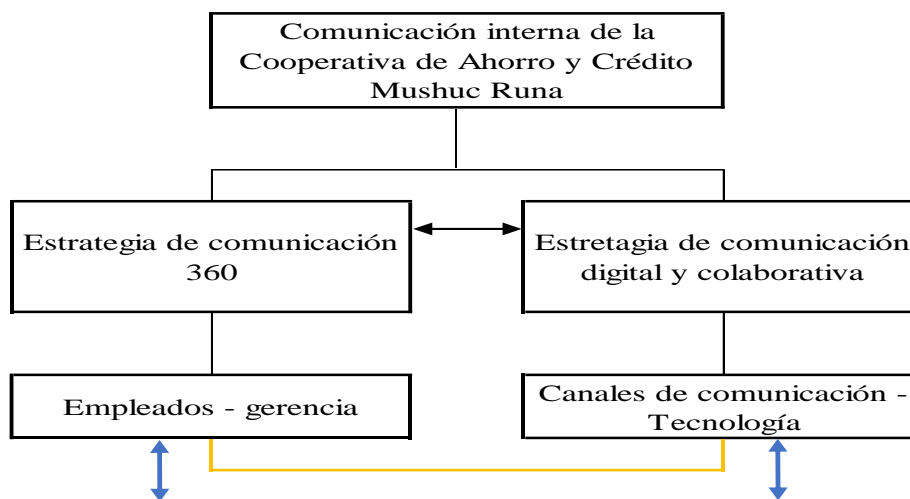 Comunicación interna de la
Cooperativa de Ahorro y Crédito
Mushuc Runa
Estrategia de comunicación
360
Estretagia de comunicación
digital y colaborativa
Empleados - gerencia
Canales de comunicación -
Tecnología